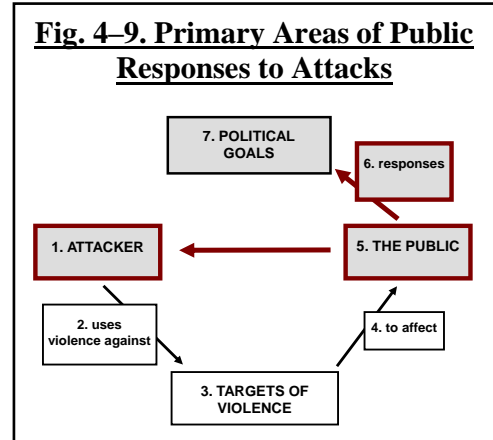 Fig. 4–9. Primary Areas of Public
Responses to Attacks
7. POLITICAL
GOALS
6. responses
1. ATTACKER
5. THE PUBLIC
2. uses
violence against
4. to affect
3. TARGETS OF
VIOLENCE